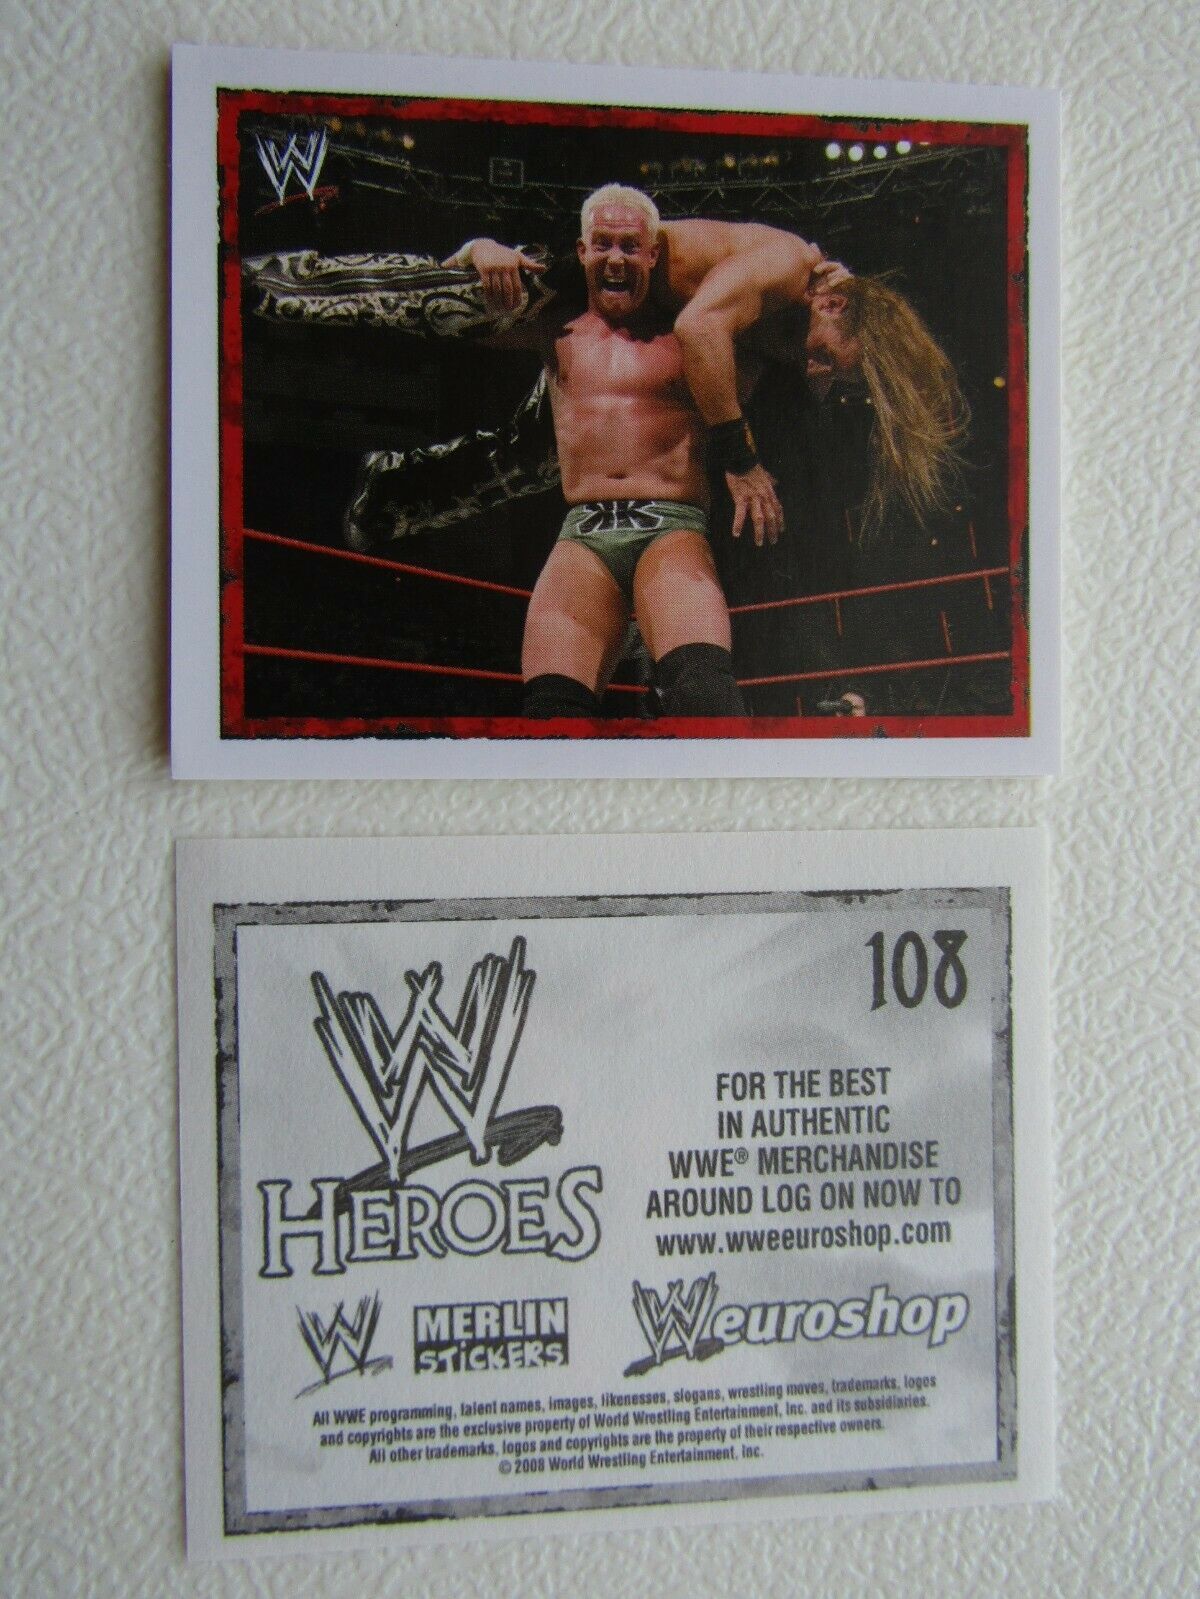 W
KK
108
W
HEROES
FOR THE BEST
IN AUTHENTIC
WWE® MERCHANDISE
AROUND LOG ON NOW TO
www.wweeuroshop.com
W
MERLIN
STiCKERS
W euroshop
All WWE programming, talent names, images, likenesses, slogans, wrestling moves, trademarks, logos
and copyrights are the exclusive property of World Wrestling Entertainment, Inc. and its subsidiaries.
All other trademarks, logos and copyrights are the property of their respective owners.
© 2008 World Wrestling Entertainment, Inc.